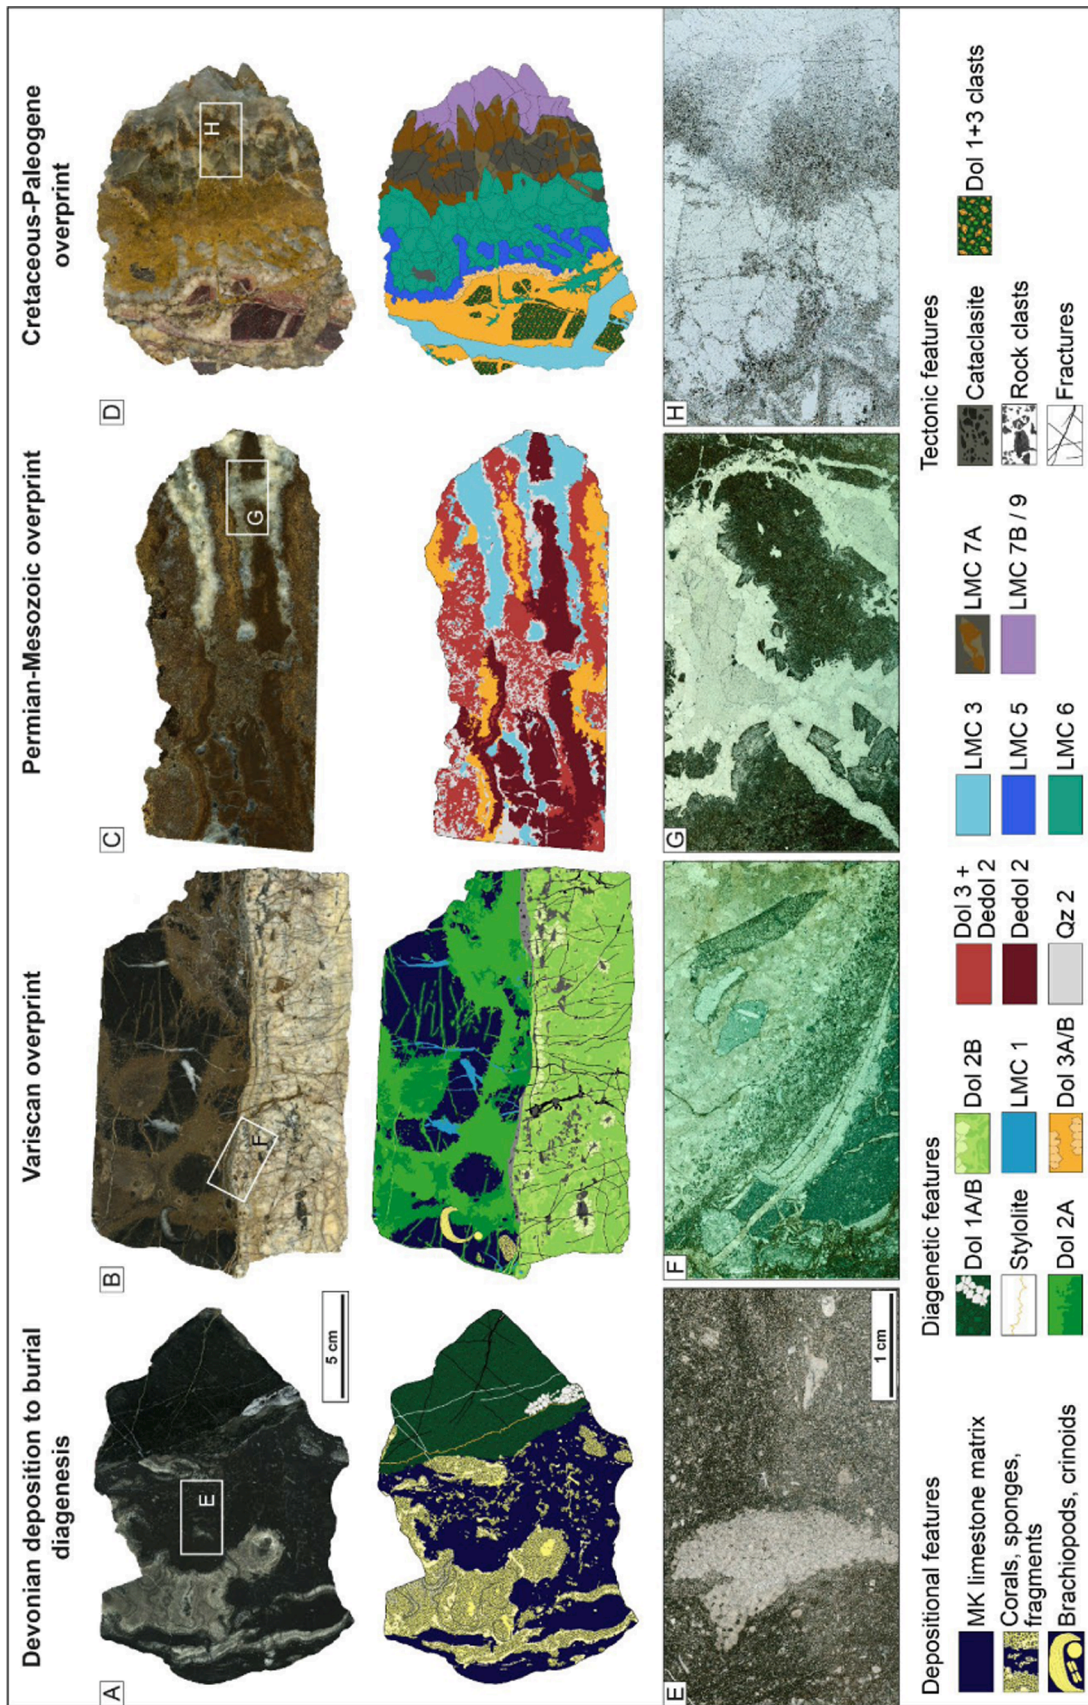 Devonian deposition to burial
diagenesis
Variscan overprint
Permian-Mesozoic overprint
Cretaceous-Paleogene
overprint
A
B
C
D
E
F
G
H
5 cm
E
F
G
H
1 cm
Depositional features
MK limestone matrix
Corals, sponges,
fragments
Brachiopods, crinoids
Diagenetic features
Dol 1A/B
Stylolite
Dol 2A
Dol 2B
LMC 1
Dol 3A/B
Dol 3 +
Dedol 2
Dedol 2
Qz 2
LMC 3
LMC 5
LMC 6
LMC 7A
LMC 7B / 9
Tectonic features
Cataclasite
Rock clasts
Fractures
Dol 1+3 clasts